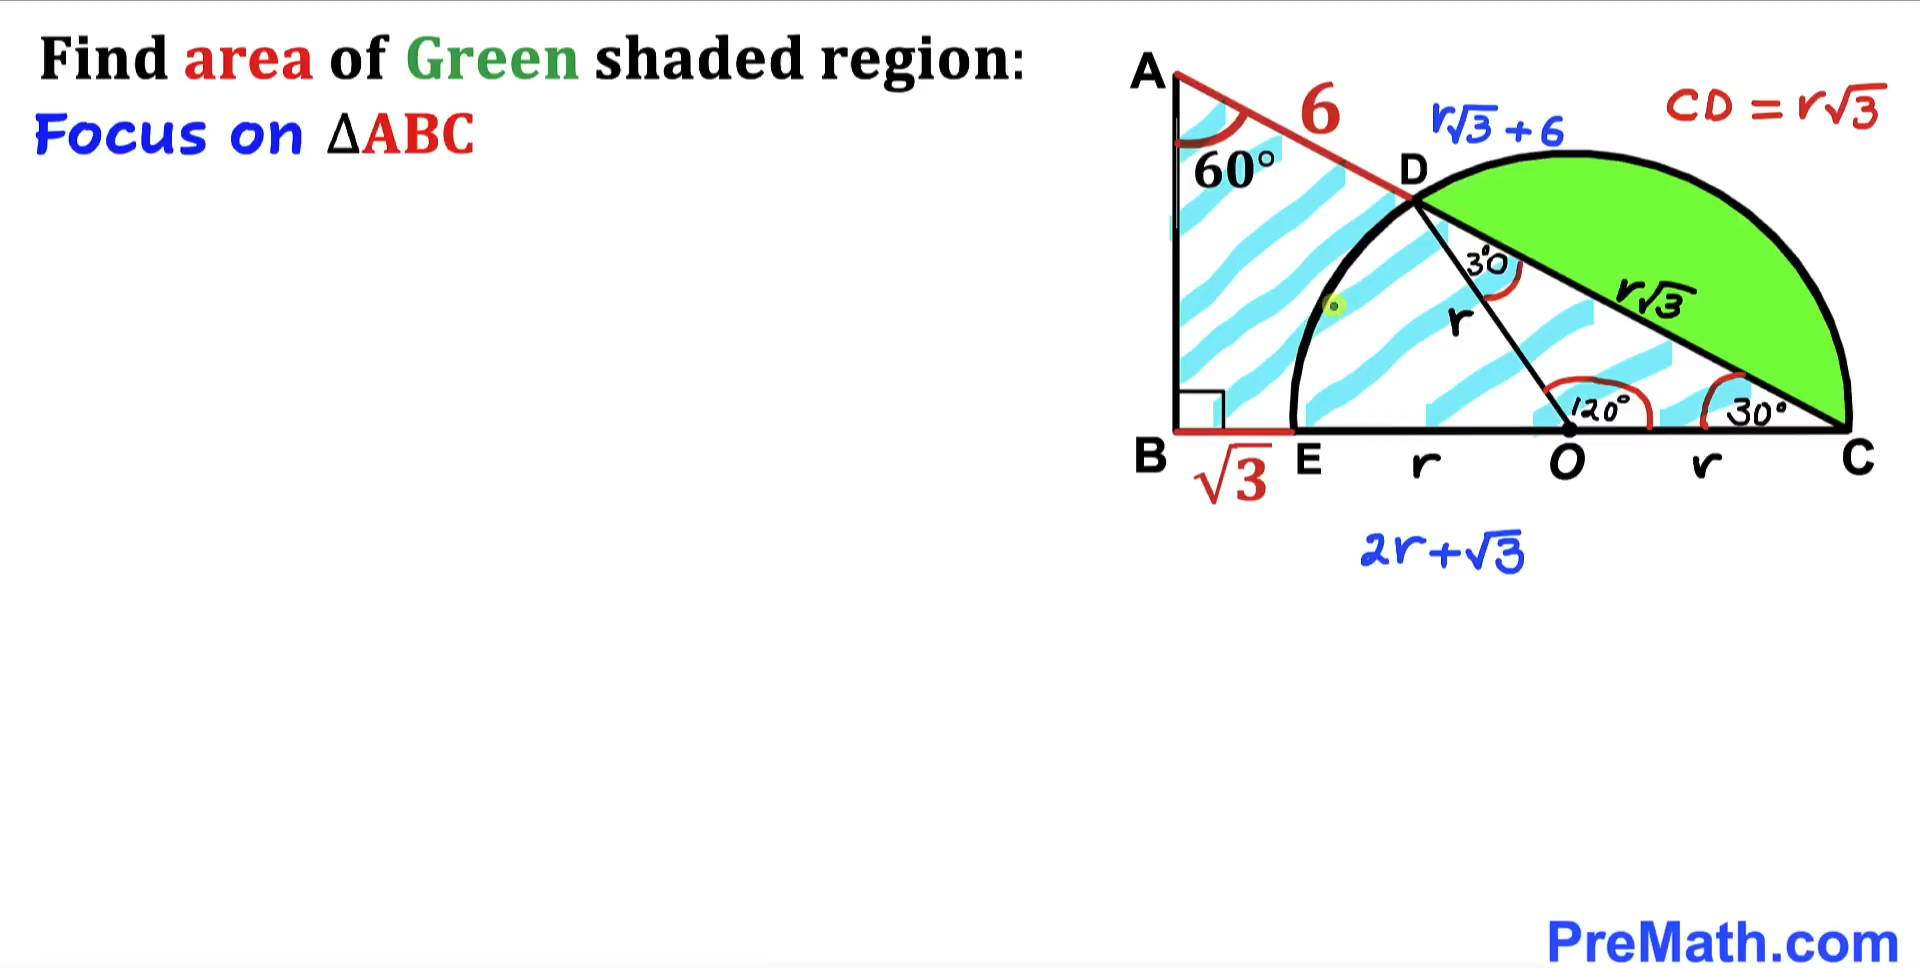 Find area of Green shaded region:
Focus on ΔABC
A
6
r√3 + 6
CD = r√3
60°
D
30°
r√3
r
120°
30°
B
√3
E
r
O
r
C
2r+√3
PreMath.com